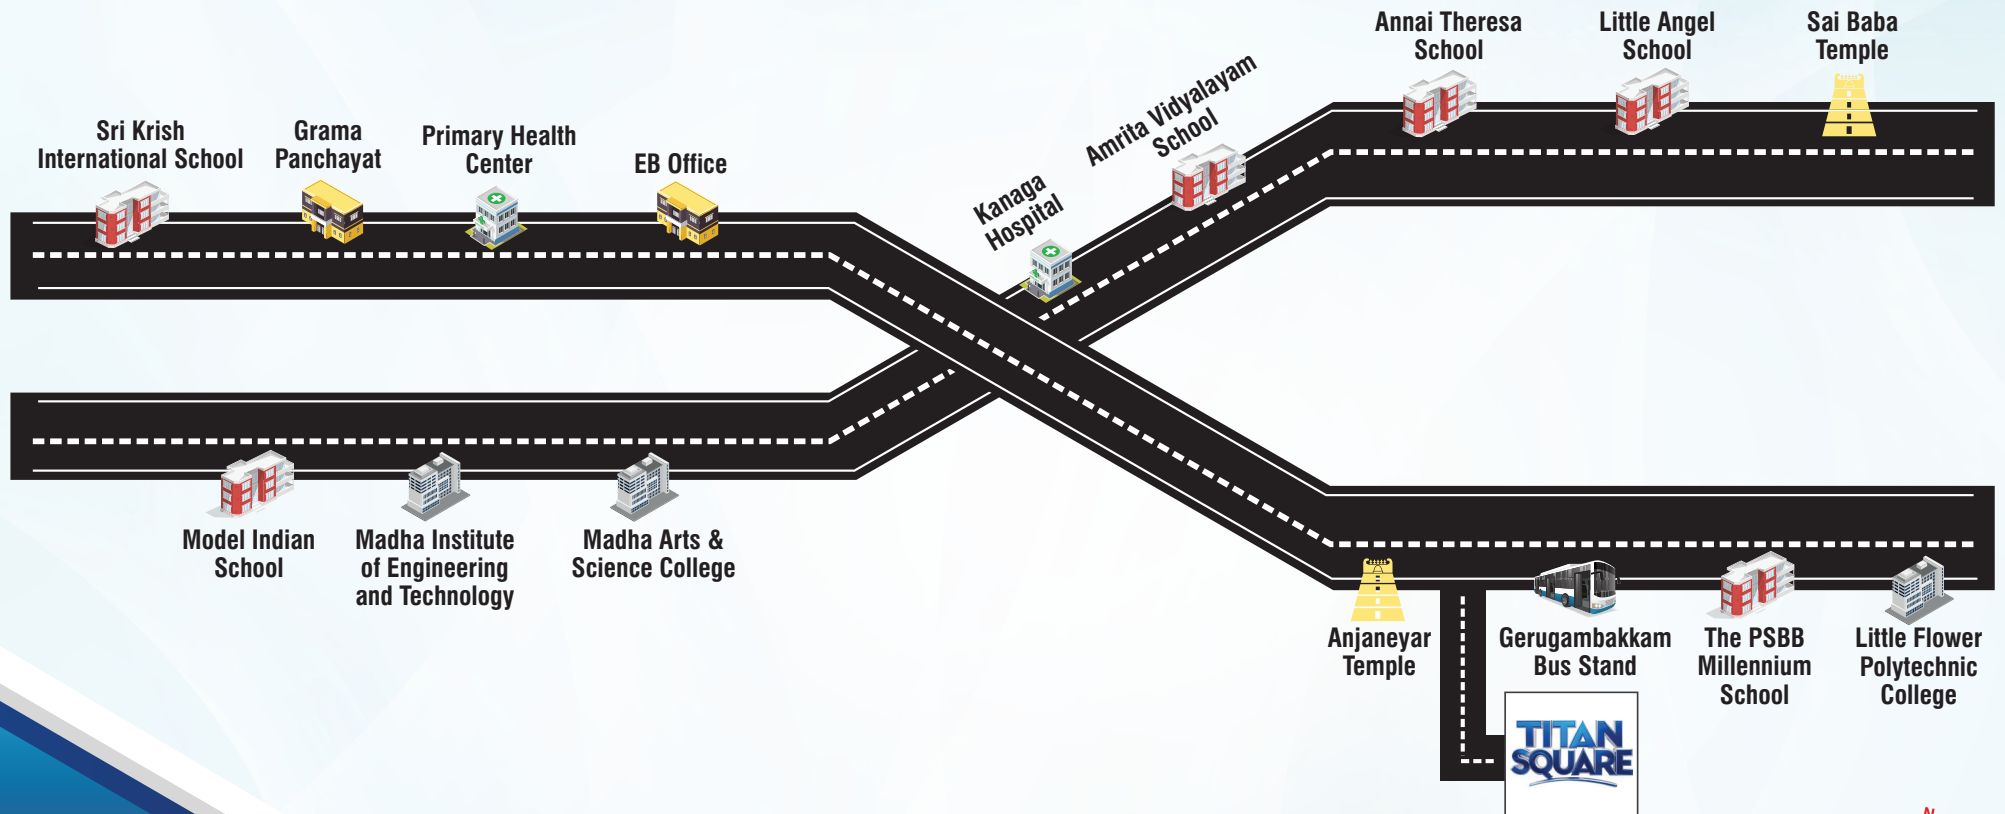 Annai Theresa
School
Little Angel
School
Sai Baba
Temple
Amrita Vidyalayam
School
Kanaga
Hospital
Sri Krish
International School
Grama
Panchayat
Primary Health
Center
EB Office
Model Indian
School
Madha Institute
of Engineering
and Technology
Madha Arts &
Science College
Anjaneyar
Temple
Gerugambakkam
Bus Stand
The PSBB
Millennium
School
Little Flower
Polytechnic
College
TITAN
SQUARE
N